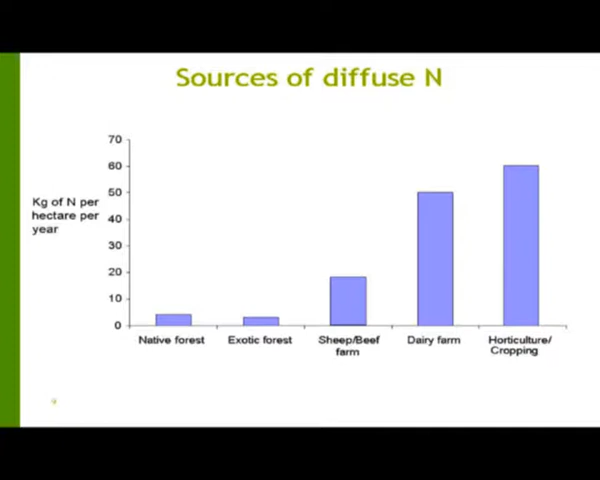 Sources of diffuse N
70
60
50
40
30
20
10
0
Kg of N per
hectare per
year
Native forest
Exotic forest
Sheep/Beef
farm
Dairy farm
Horticulture/
Cropping